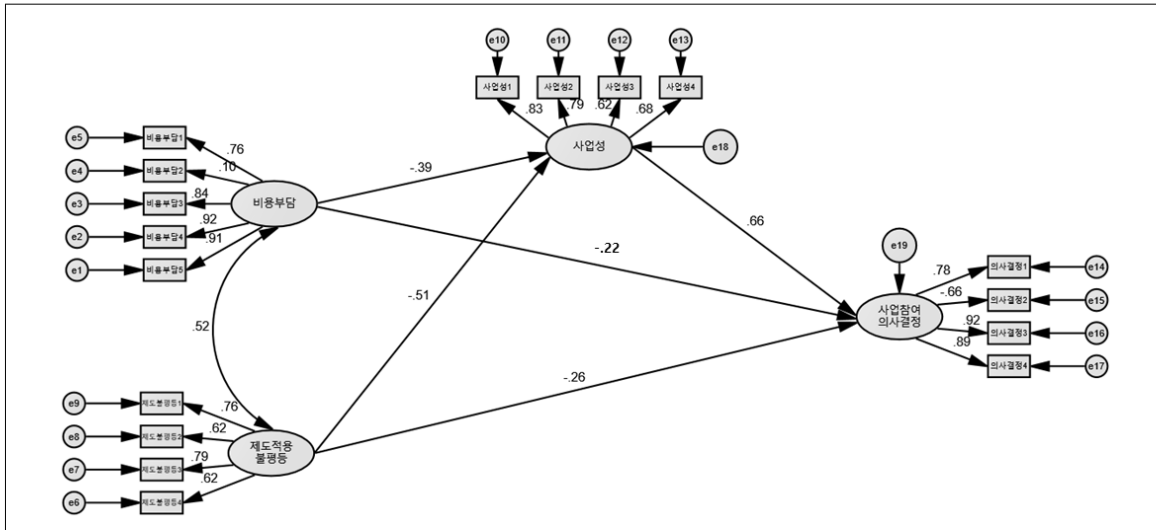 e10
e11
e12
e13
사업성1
사업성2
사업성3
사업성4
.83
.79
.62
.68
사업성
e18
e5
비용부담1
.76
e4
비용부담2
.10
e3
비용부담3
.84
e2
비용부담4
.92
e1
비용부담5
.91
비용부담
-.39
.66
-.22
-.51
.52
-.26
e19
사업참여
의사결정
.78
의사결정1
e14
-.66
의사결정2
e15
.92
의사결정3
e16
.89
의사결정4
e17
e9
제도불평등1
.76
e8
제도불평등2
.62
e7
제도불평등3
.79
e6
제도불평등4
.62
제도적용
불평등